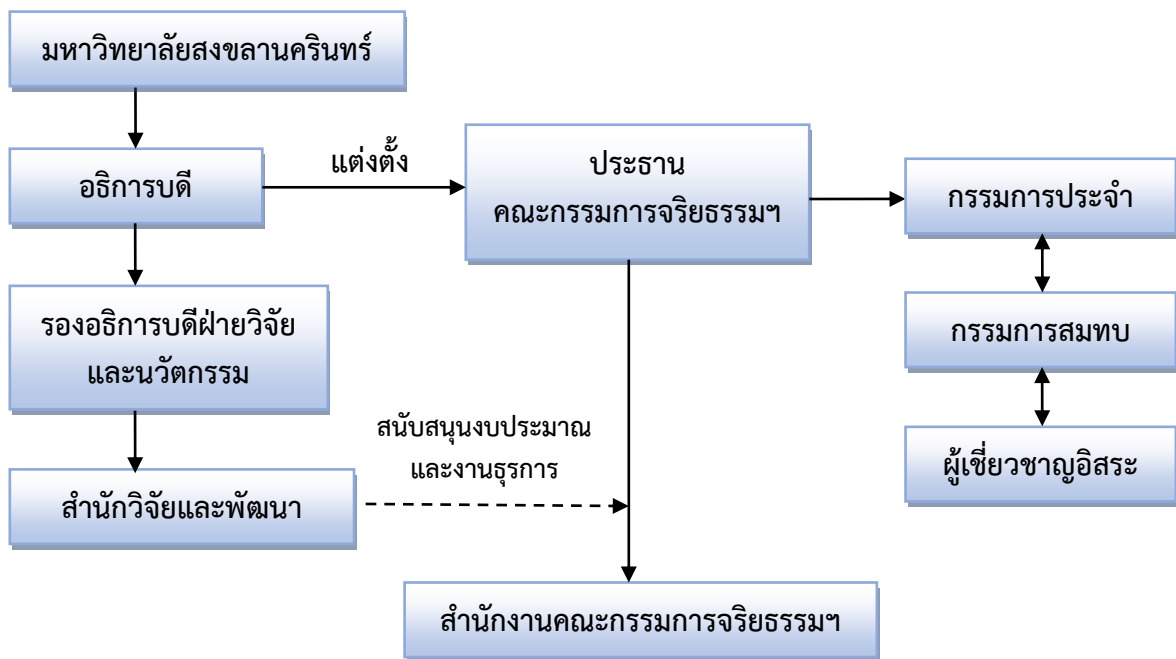 มหาวิทยาลัยสงขลานครินทร์
อธิการบดี
แต่งตั้ง
ประธาน
คณะกรรมการจริยธรรมฯ
กรรมการประจำ
รองอธิการบดีฝ่ายวิจัย
และนวัตกรรม
กรรมการสมทบ
สนับสนุนงบประมาณ
และงานธุรการ
ผู้เชี่ยวชาญอิสระ
สำนักวิจัยและพัฒนา
สำนักงานคณะกรรมการจริยธรรมฯ